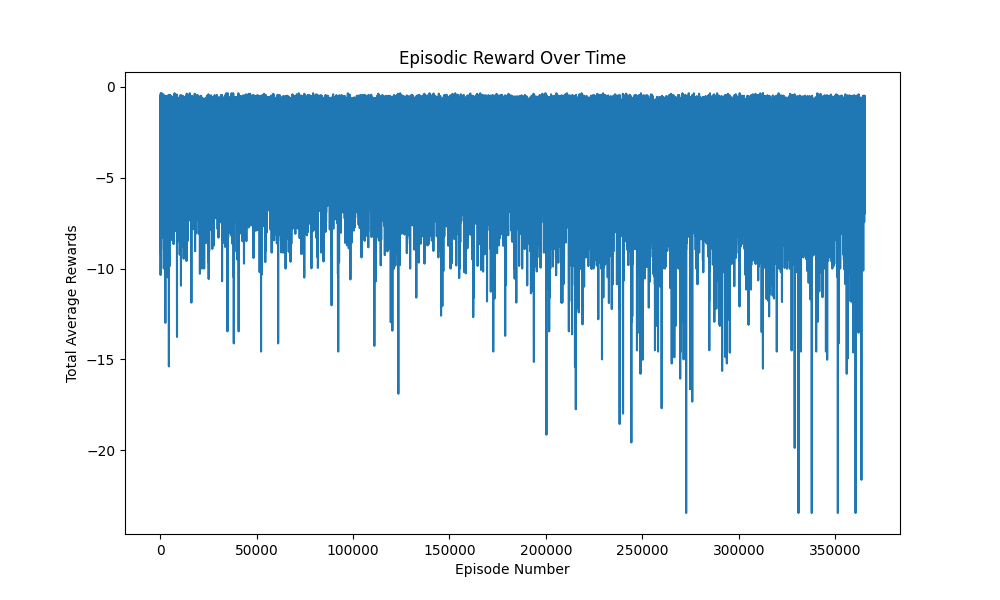 Episodic Reward Over Time
Total Average Rewards
0
−5
−10
−15
−20
0 50000 100000 150000 200000 250000 300000 350000
Episode Number